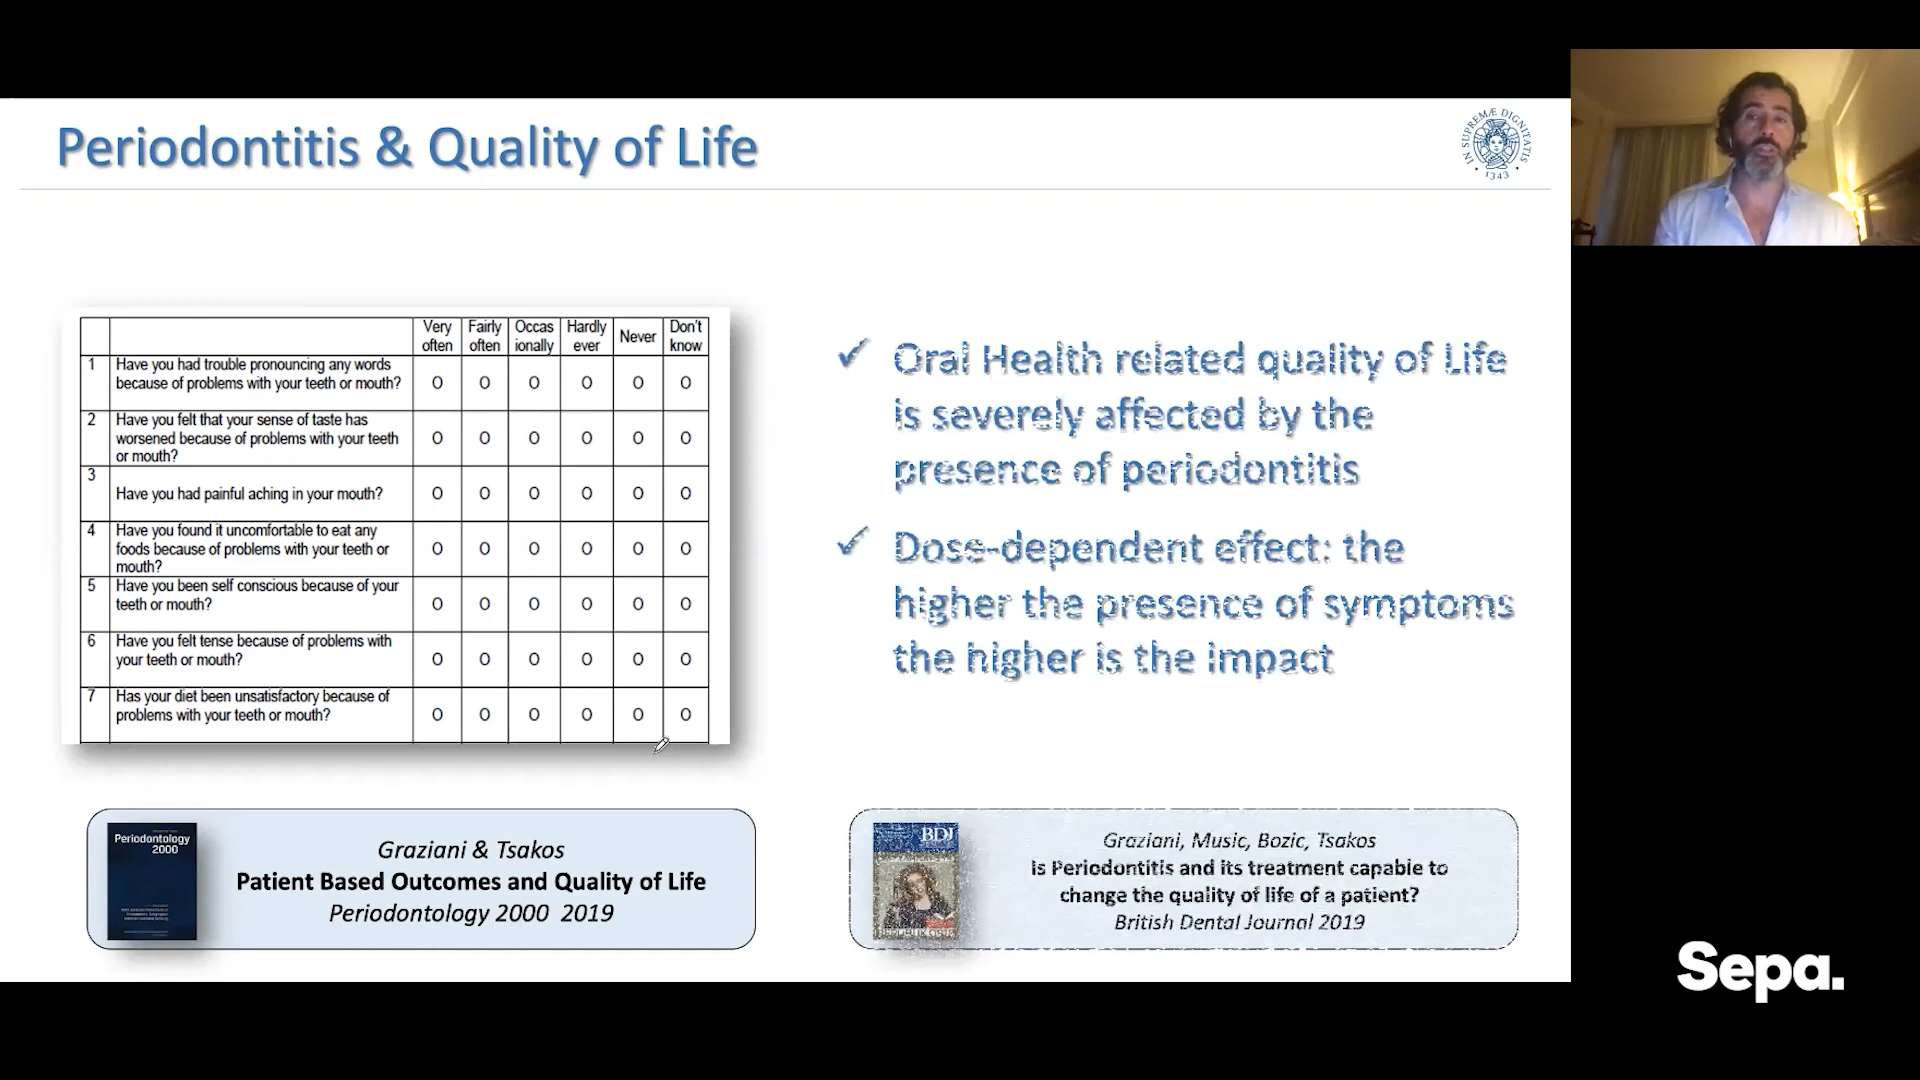 Periodontitis & Quality of Life
IN SUPREMÆ DIGNITATIS
· 1343 ·
Very often
Fairly often
Occas ionally
Hardly ever
Never
Don't know
1
Have you had trouble pronouncing any words
because of problems with your teeth or mouth?
O O O O O O
2
Have you felt that your sense of taste has
worsened because of problems with your teeth
or mouth?
O O O O O O
3
Have you had painful aching in your mouth?
O O O O O O
4
Have you found it uncomfortable to eat any
foods because of problems with your teeth or
mouth?
O O O O O O
5
Have you been self conscious because of your
teeth or mouth?
O O O O O O
6
Have you felt tense because of problems with
your teeth or mouth?
O O O O O O
7
Has your diet been unsatisfactory because of
problems with your teeth or mouth?
O O O O O O
✓ Oral Health related quality of Life
is severely affected by the
presence of periodontitis
✓ Dose-dependent effect: the
higher the presence of symptoms
the higher is the impact
Periodontology
2000
Graziani & Tsakos
Patient Based Outcomes and Quality of Life
Periodontology 2000 2019
BDJ
Graziani, Music, Bozic, Tsakos
Is Periodontitis and its treatment capable to
change the quality of life of a patient?
British Dental Journal 2019
Sepa.